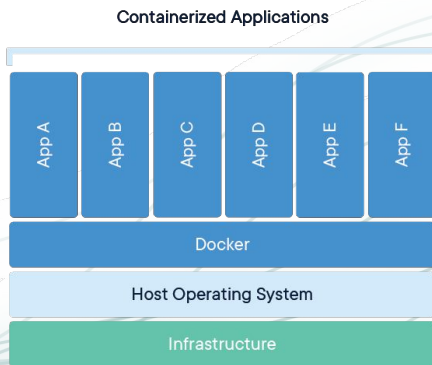 Containerized Applications
App A
App B
App C
App D
App E
App F
Docker
Host Operating System
Infrastructure